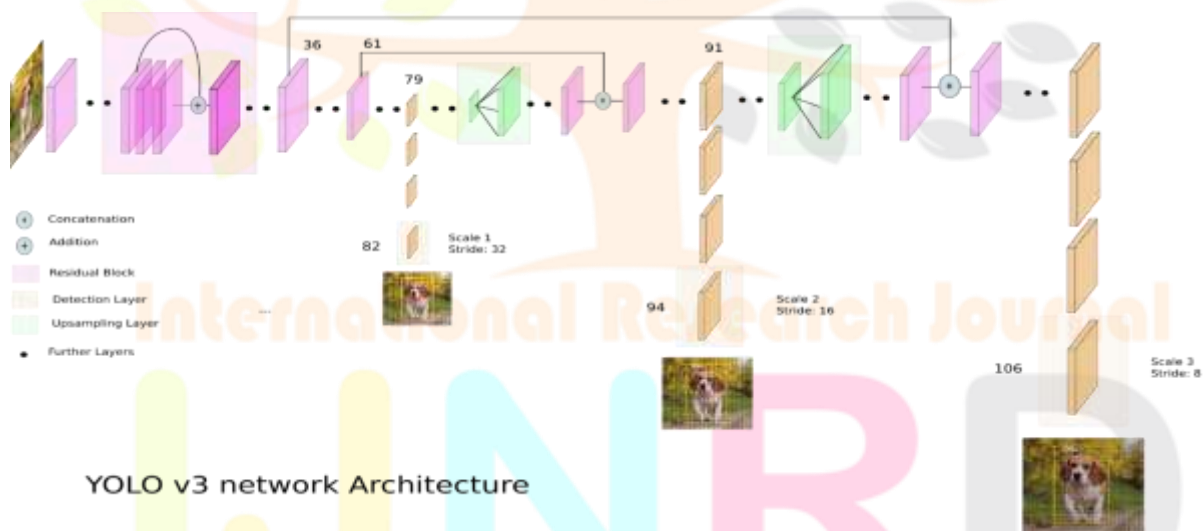 36
61
91
79
Concatenation
Addition
Residual Block
Detection Layer
Upsampling Layer
Further Layers
...
82
Scale 1
Stride: 32
94
Scale 2
Stride: 16
106
Scale 3
Stride: 8
International Research Journal
YOLO v3 network Architecture